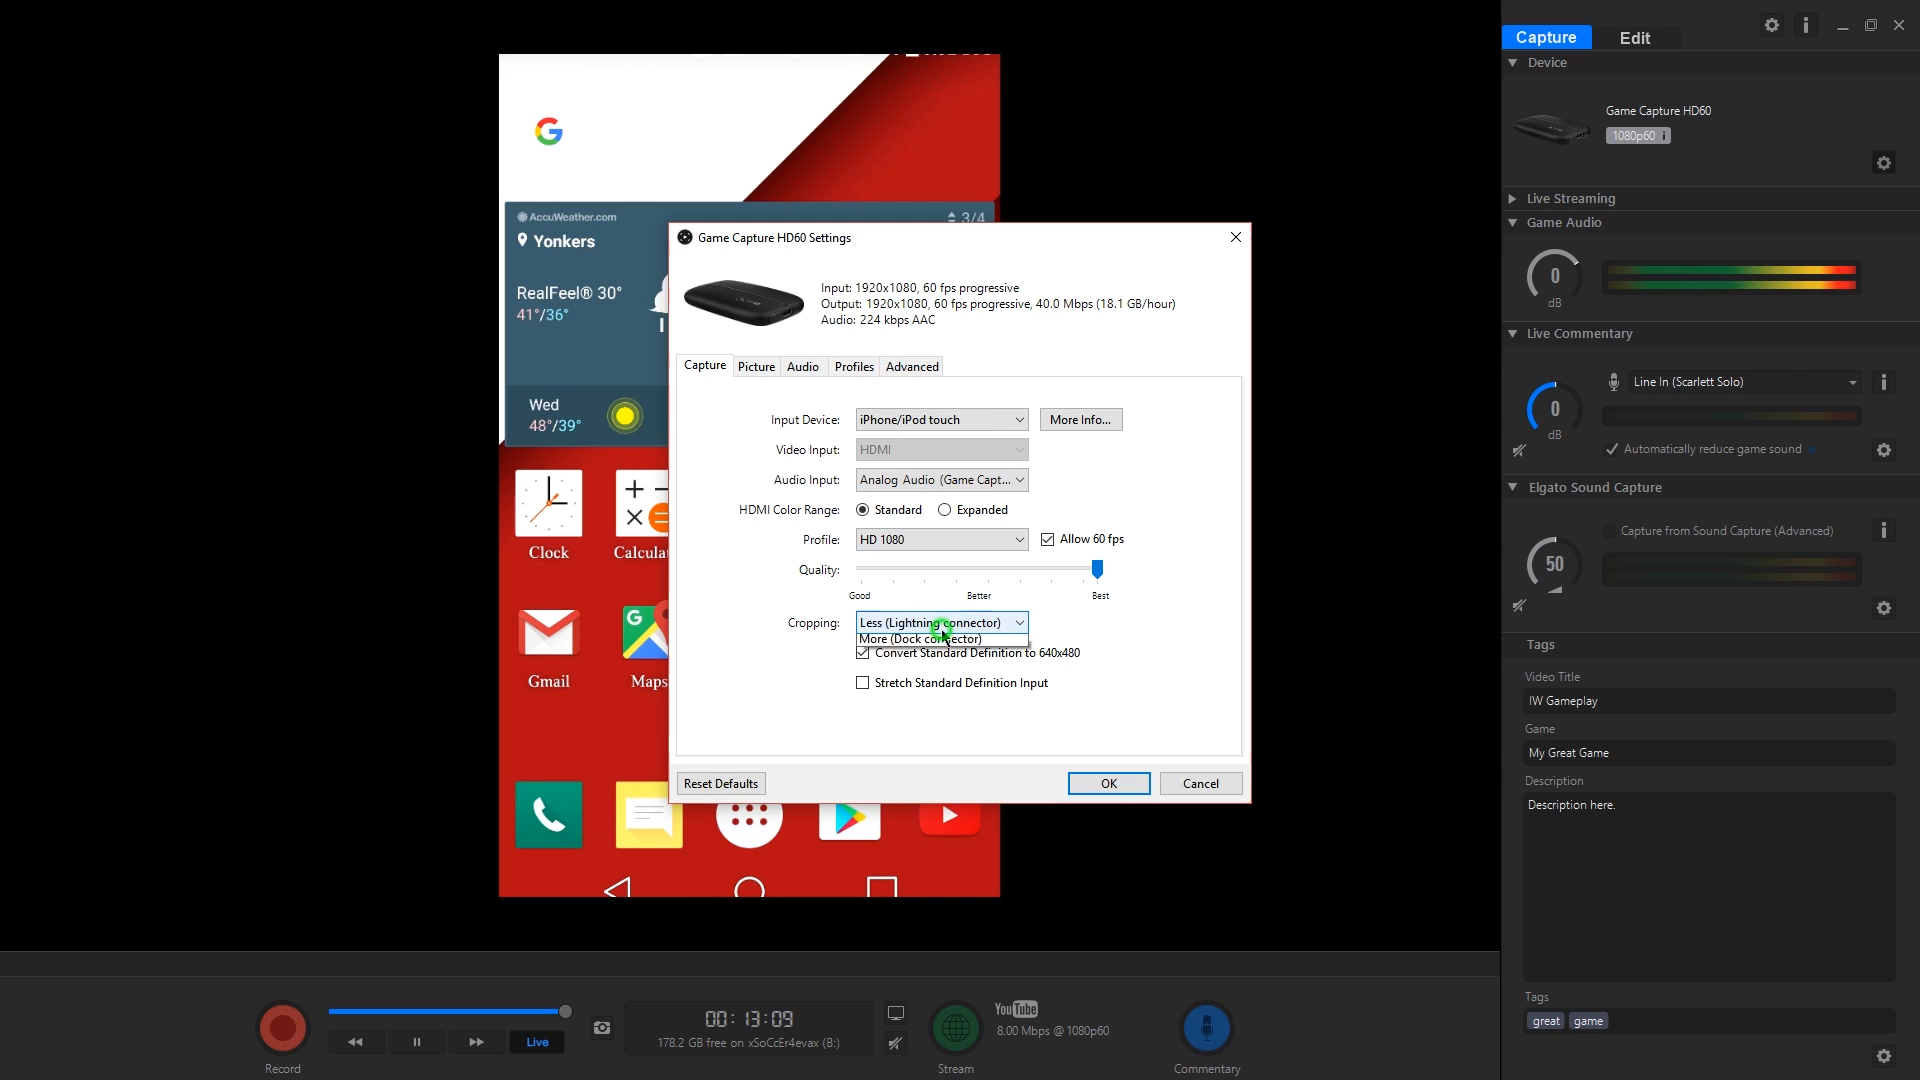 Capture
Edit
Device
Game Capture HD60
1080p60 i
Live Streaming
Game Audio
0
dB
Live Commentary
Line In (Scarlett Solo)
0
dB
Automatically reduce game sound
Elgato Sound Capture
Capture from Sound Capture (Advanced)
50
Tags
Video Title
IW Gameplay
Game
My Great Game
Description
Description here.
Tags
great game
G
AccuWeather.com
3/4
Yonkers
RealFeel® 30°
41°/36°
Wed
48°/39°
Clock
Gmail
Maps
Game Capture HD60 Settings
Input: 1920x1080, 60 fps progressive
Output: 1920x1080, 60 fps progressive, 40.0 Mbps (18.1 GB/hour)
Audio: 224 kbps AAC
Capture Picture Audio Profiles Advanced
Input Device: iPhone/iPod touch More Info...
Video Input: HDMI
Audio Input: Analog Audio (Game Capt...
HDMI Color Range: Standard Expanded
Profile: HD 1080 Allow 60 fps
Quality:
Good Better Best
Cropping: Less (Lightning connector)
More (Dock connector)
Convert Standard Definition to 640x480
Stretch Standard Definition Input
Reset Defaults OK Cancel
Record
Live
00:13:09
178.2 GB free on xSoCcEr4evax (B:)
Stream
YouTube
8.00 Mbps @ 1080p60
Commentary